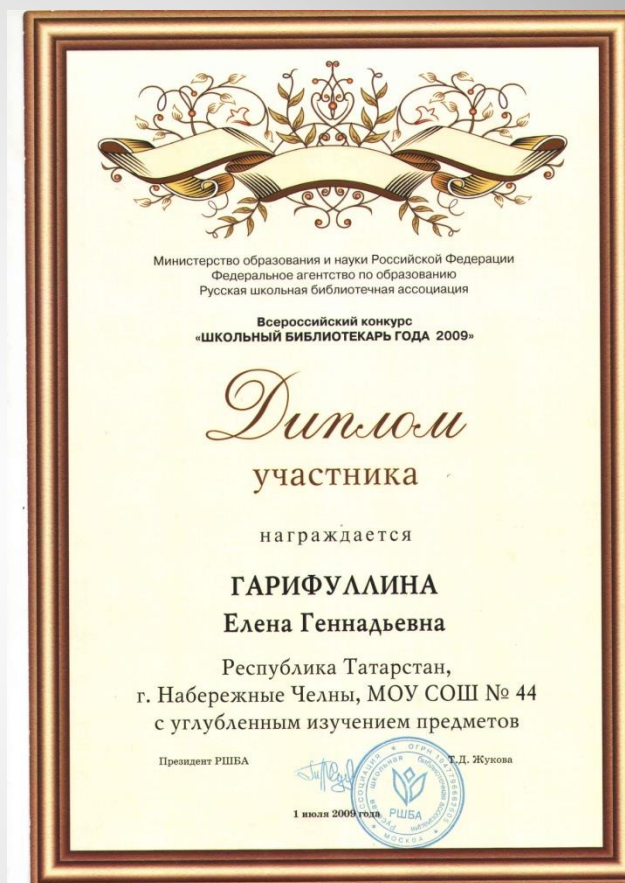 Министерство образования и науки Российской Федерации
Федеральное агентство по образованию
Русская школьная библиотечная ассоциация
Всероссийский конкурс
«ШКОЛЬНЫЙ БИБЛИОТЕКАРЬ ГОДА 2009»
Диплом
участника
награждается
ГАРИФУЛЛИНА
Елена Геннадьевна
Республика Татарстан,
г. Набережные Челны, МОУ СОШ № 44
с углубленным изучением предметов
Президент РШБА Т.Д. Жукова
РШБА
МОСКВА
1 июля 2009 года